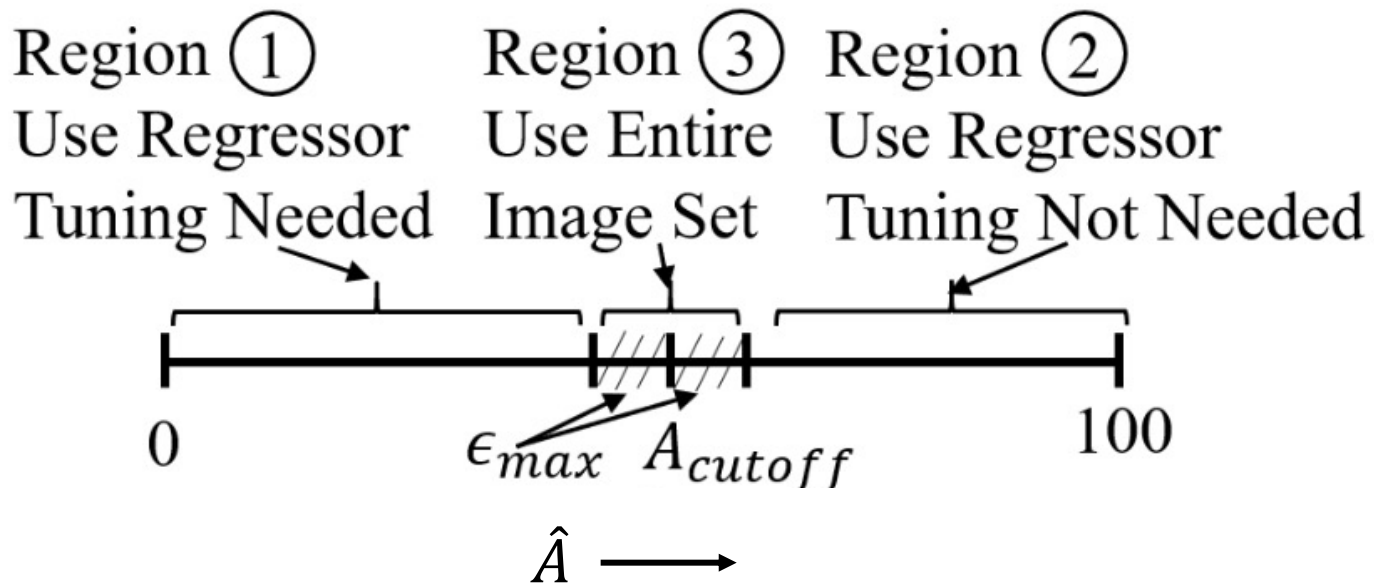 Region ①
Use Regressor
Tuning Needed
Region ③
Use Entire
Image Set
Region ②
Use Regressor
Tuning Not Needed
0
ϵmax
Acutoff
100
Â